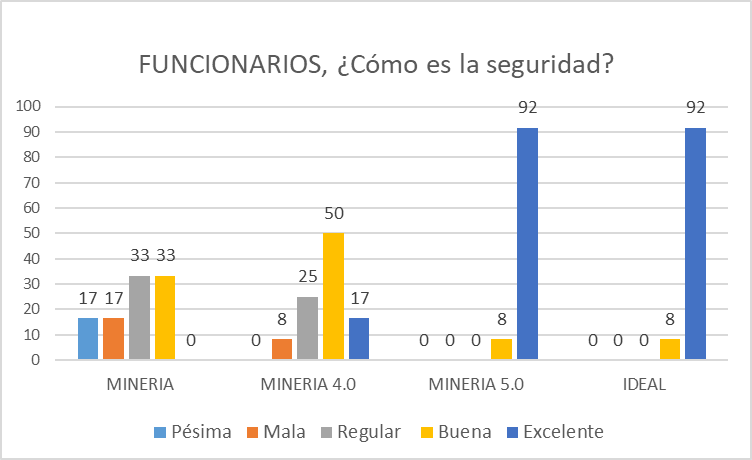 FUNCIONARIOS, ¿Cómo es la seguridad?
100
90
80
70
60
50
40
30
20
10
0
17 17 33 33 0
0 8 25 50 17
0 0 0 8 92
0 0 0 8 92
MINERIA MINERIA 4.0 MINERIA 5.0 IDEAL
Pésima Mala Regular Buena Excelente